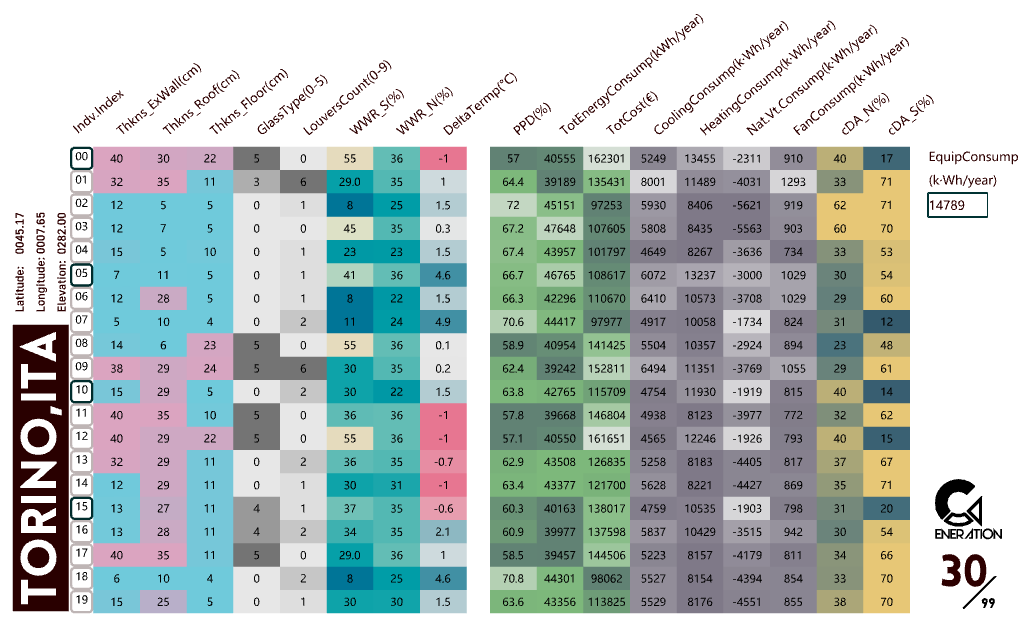 Indv.Index Thkns_ExWall(cm) Thkns_Roof(cm) Thkns_Floor(cm) GlassType(0-5) LouversCount(0-9) WWR_S(%) WWR_N(%) DeltaTermp(°C) PPD(%) TotEnergyConsump(kWh/year) TotCost(€) CoolingConsump(k·Wh/year) HeatingConsump(k·Wh/year) Nat.Vt.Consump(k·Wh/year) FanConsump(k·Wh/year) cDA_N(%) cDA_S(%)
00 40 30 22 5 0 55 36 -1 57 40555 162301 5249 13455 -2311 910 40 17
01 32 35 11 3 6 29.0 35 1 64.4 39189 135431 8001 11489 -4031 1293 33 71
02 12 5 5 0 1 8 25 1.5 72 45151 97253 5930 8406 -5621 919 62 71
03 12 7 5 0 0 45 35 0.3 67.2 47648 107605 5808 8435 -5563 903 60 70
04 15 5 10 0 1 23 23 1.5 67.4 43957 101797 4649 8267 -3636 734 33 53
05 7 11 5 0 1 41 36 4.6 66.7 46765 108617 6072 13237 -3000 1029 30 54
06 12 28 5 0 1 8 22 1.5 66.3 42296 110670 6410 10573 -3708 1029 29 60
07 5 10 4 0 2 11 24 4.9 70.6 44417 97977 4917 10058 -1734 824 31 12
08 14 6 23 5 0 55 36 0.1 58.9 40954 141425 5504 10357 -2924 894 23 48
09 38 29 24 5 6 30 35 0.2 62.4 39242 152811 6494 11351 -3769 1055 29 61
10 15 29 5 0 2 30 22 1.5 63.8 42765 115709 4754 11930 -1919 815 40 14
11 40 35 10 5 0 36 36 -1 57.8 39668 146804 4938 8123 -3977 772 32 62
12 40 29 22 5 0 55 36 -1 57.1 40550 161651 4565 12246 -1926 793 40 15
13 32 29 11 0 2 36 35 -0.7 62.9 43508 126835 5258 8183 -4405 817 37 67
14 12 29 11 0 1 30 31 -1 63.4 43377 121700 5628 8221 -4427 869 35 71
15 13 27 11 4 1 37 35 -0.6 60.3 40163 138017 4759 10535 -1903 798 31 20
16 13 28 11 4 2 34 35 2.1 60.9 39977 137598 5837 10429 -3515 942 30 54
17 40 35 11 5 0 29.0 36 1 58.5 39457 144506 5223 8157 -4179 811 34 66
18 6 10 4 0 2 8 25 4.6 70.8 44301 98062 5527 8154 -4394 854 33 70
19 15 25 5 0 1 30 30 1.5 63.6 43356 113825 5529 8176 -4551 855 38 70
EquipConsump
(k·Wh/year)
14789
Latitude: 0045.17
Longitude: 0007.65
Elevation: 0282.00
TORINO,ITA
ENERATION
30/99